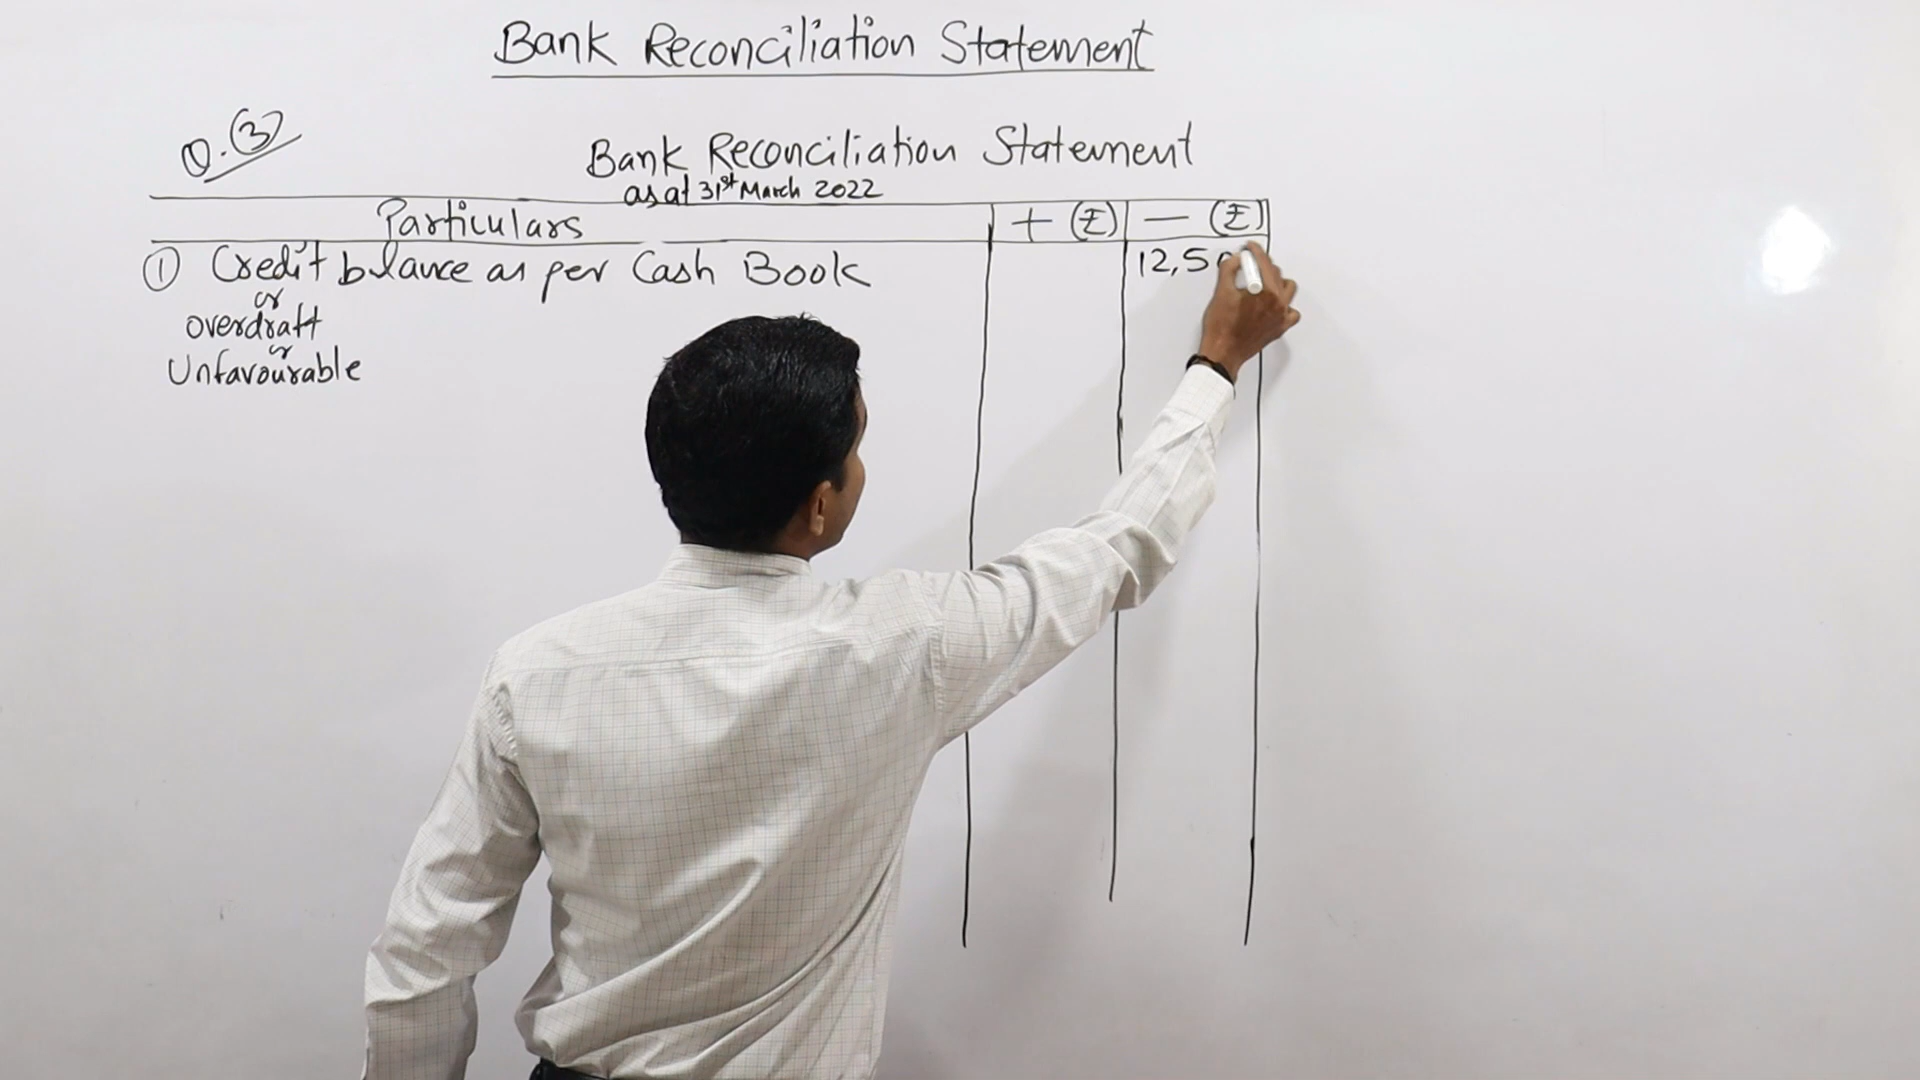 Bank Reconciliation Statement
Q.(3)
Bank Reconciliation Statement
as at 31st March 2022
Particulars + (₹) — (₹)
① Credit balance as per Cash Book
or
overdraft
or
Unfavourable